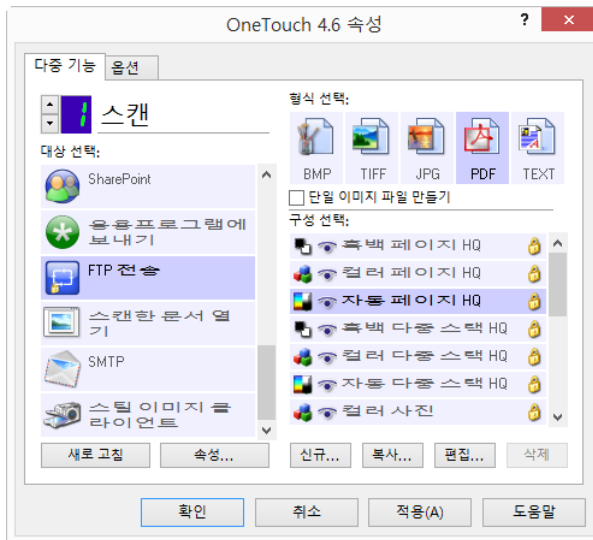 OneTouch 4.6 속성
?
다중 기능
옵션
1 스캔
대상 선택:
SharePoint
응용프로그램에
보내기
FTP 전송
스캔한 문서 열
기
SMTP
스틸 이미지 클
라이언트
새로 고침
속성...
형식 선택:
BMP
TIFF
JPG
PDF
TEXT
단일 이미지 파일 만들기
구성 선택:
흑백 페이지 HQ
컬러 페이지 HQ
자동 페이지 HQ
흑백 다중 스택 HQ
컬러 다중 스택 HQ
자동 다중 스택 HQ
컬러 사진
신규...
복사...
편집...
삭제
확인
취소
적용(A)
도움말